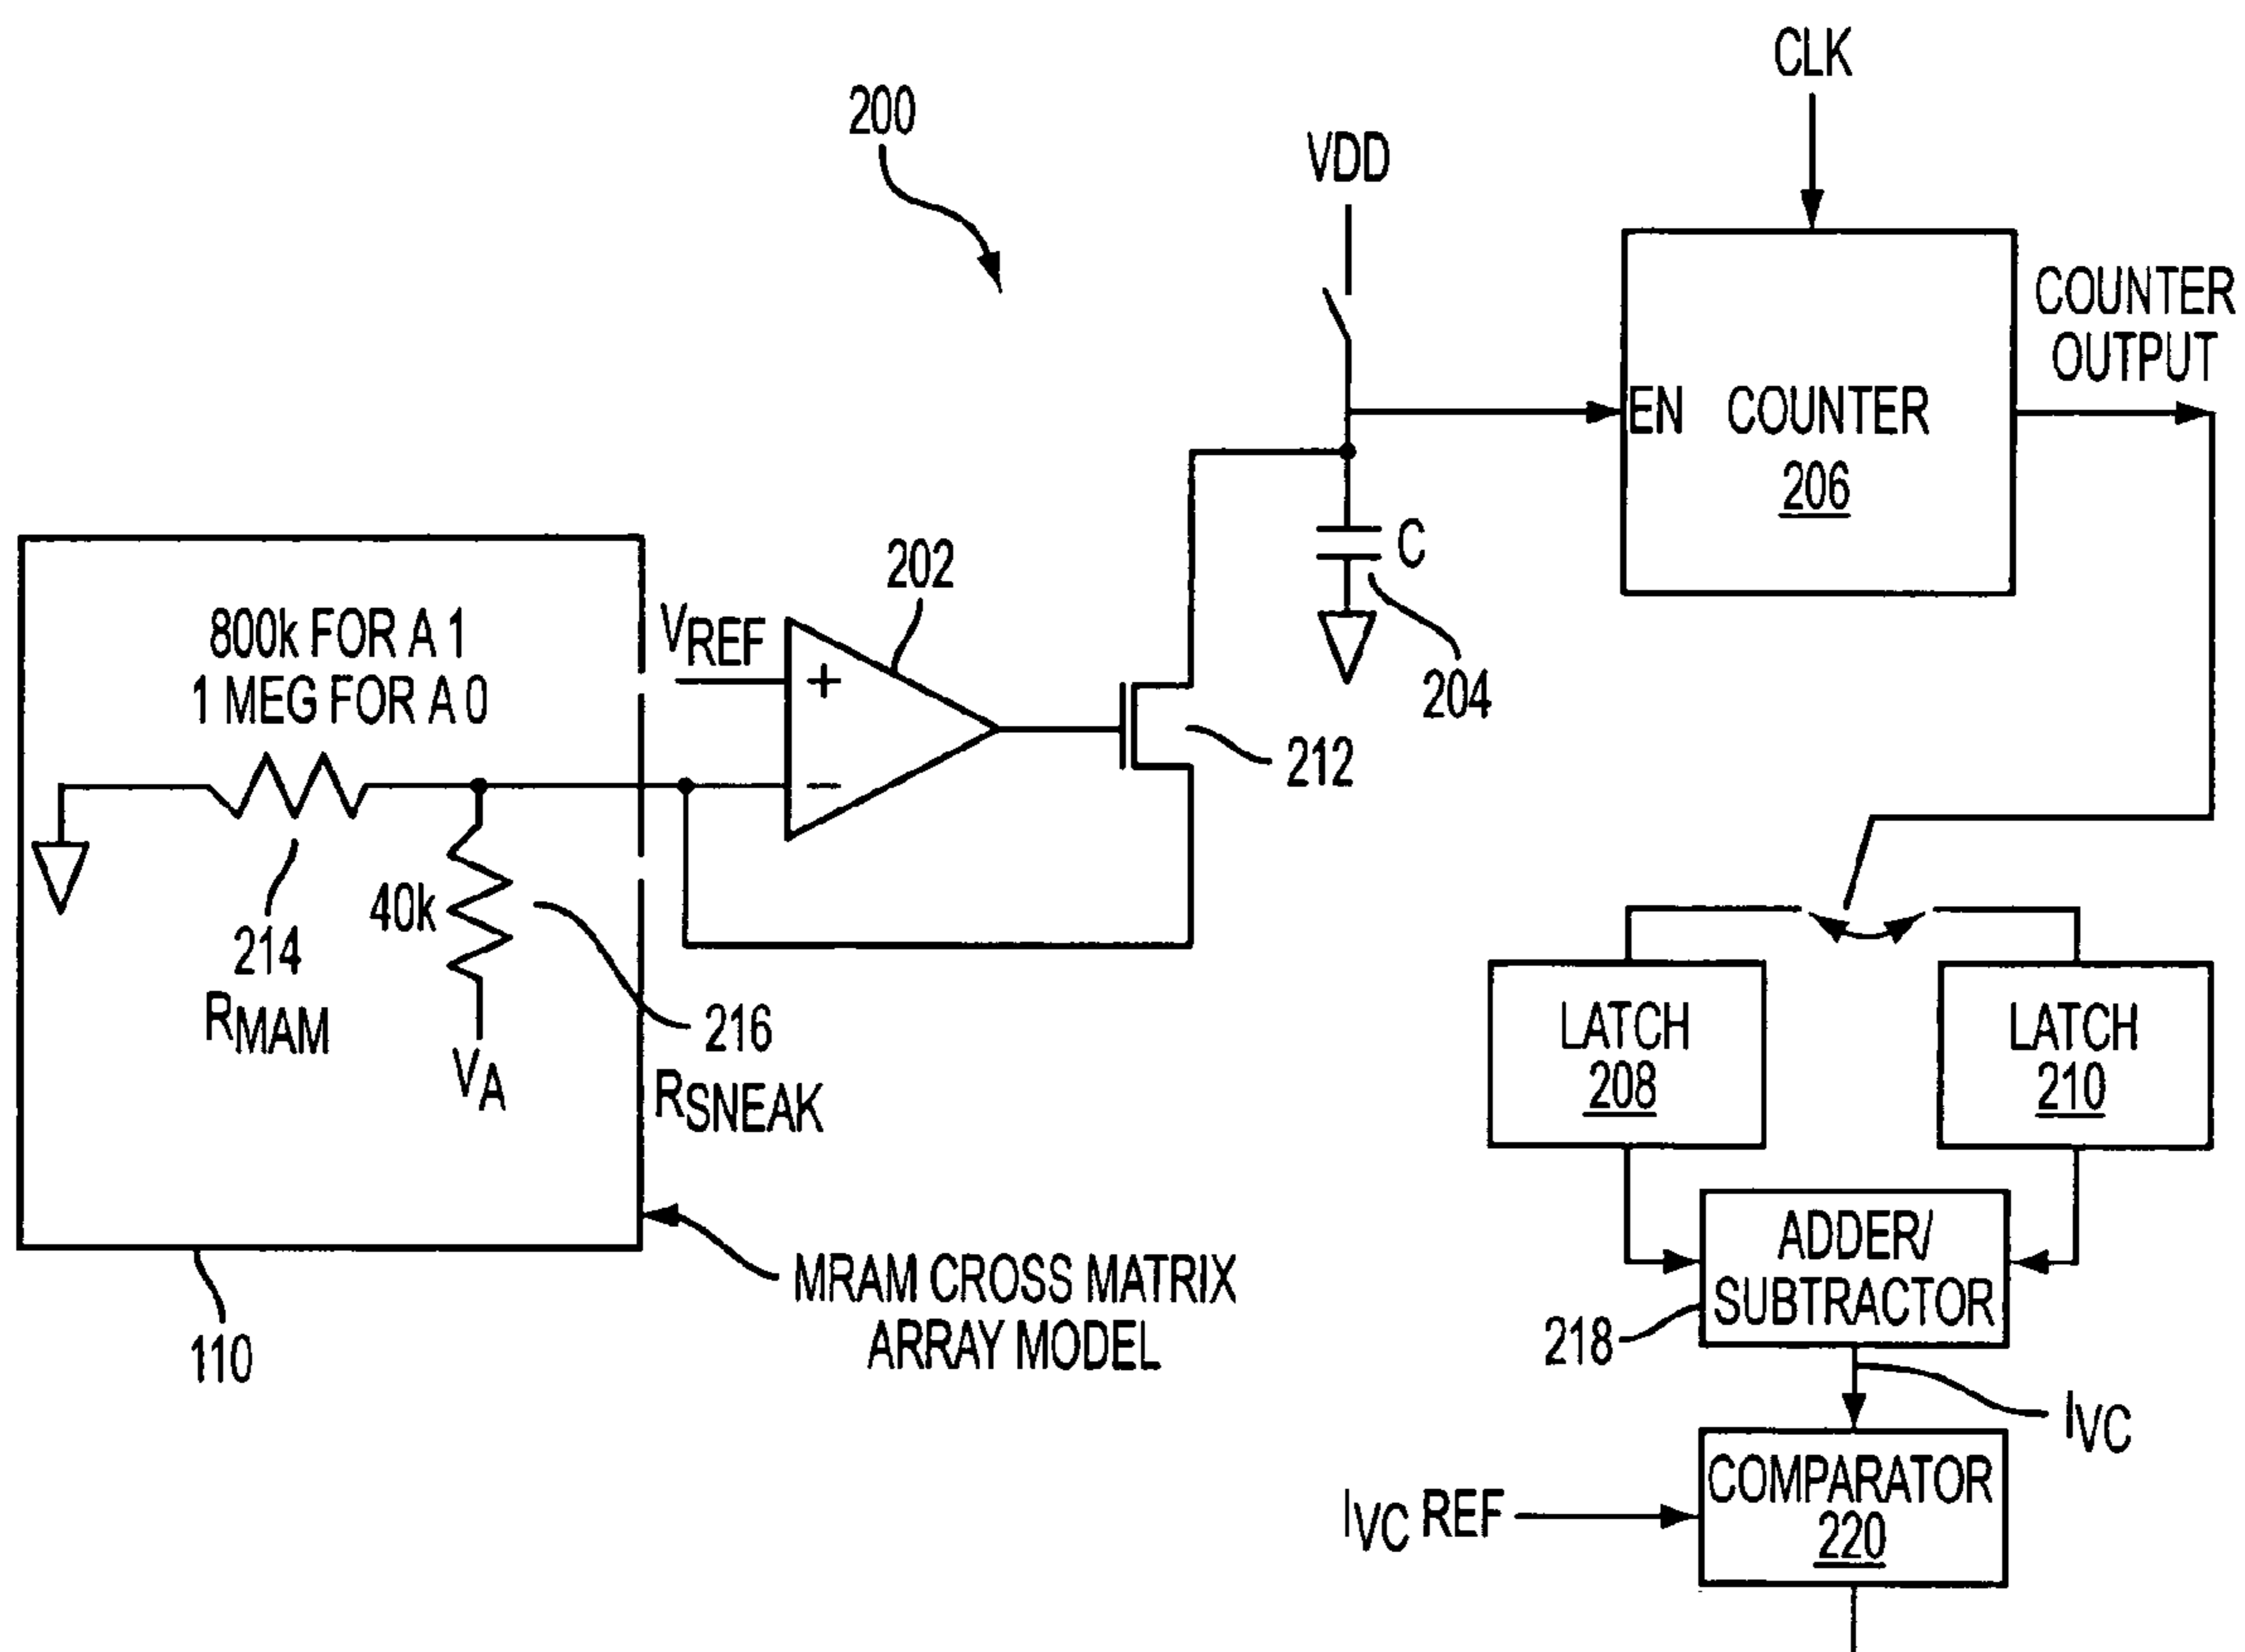 CLK
200
VDD
COUNTER
OUTPUT
EN COUNTER
206
C
204
202
VREF
+
−
212
800k FOR A 1
1 MEG FOR A 0
40k
214
RMAM
VA
216
RSNEAK
LATCH
208
LATCH
210
ADDER/
SUBTRACTOR
218
MRAM CROSS MATRIX
ARRAY MODEL
110
IVC
IVC REF
COMPARATOR
220